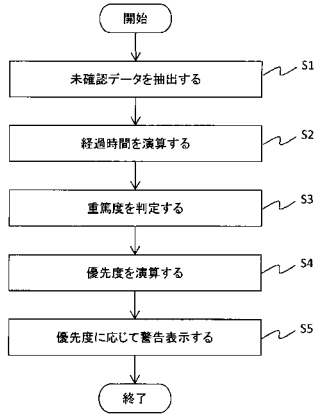 開始
未確認データを抽出する
S1
経過時間を演算する
S2
重篤度を判定する
S3
優先度を演算する
S4
優先度に応じて警告表示する
S5
終了